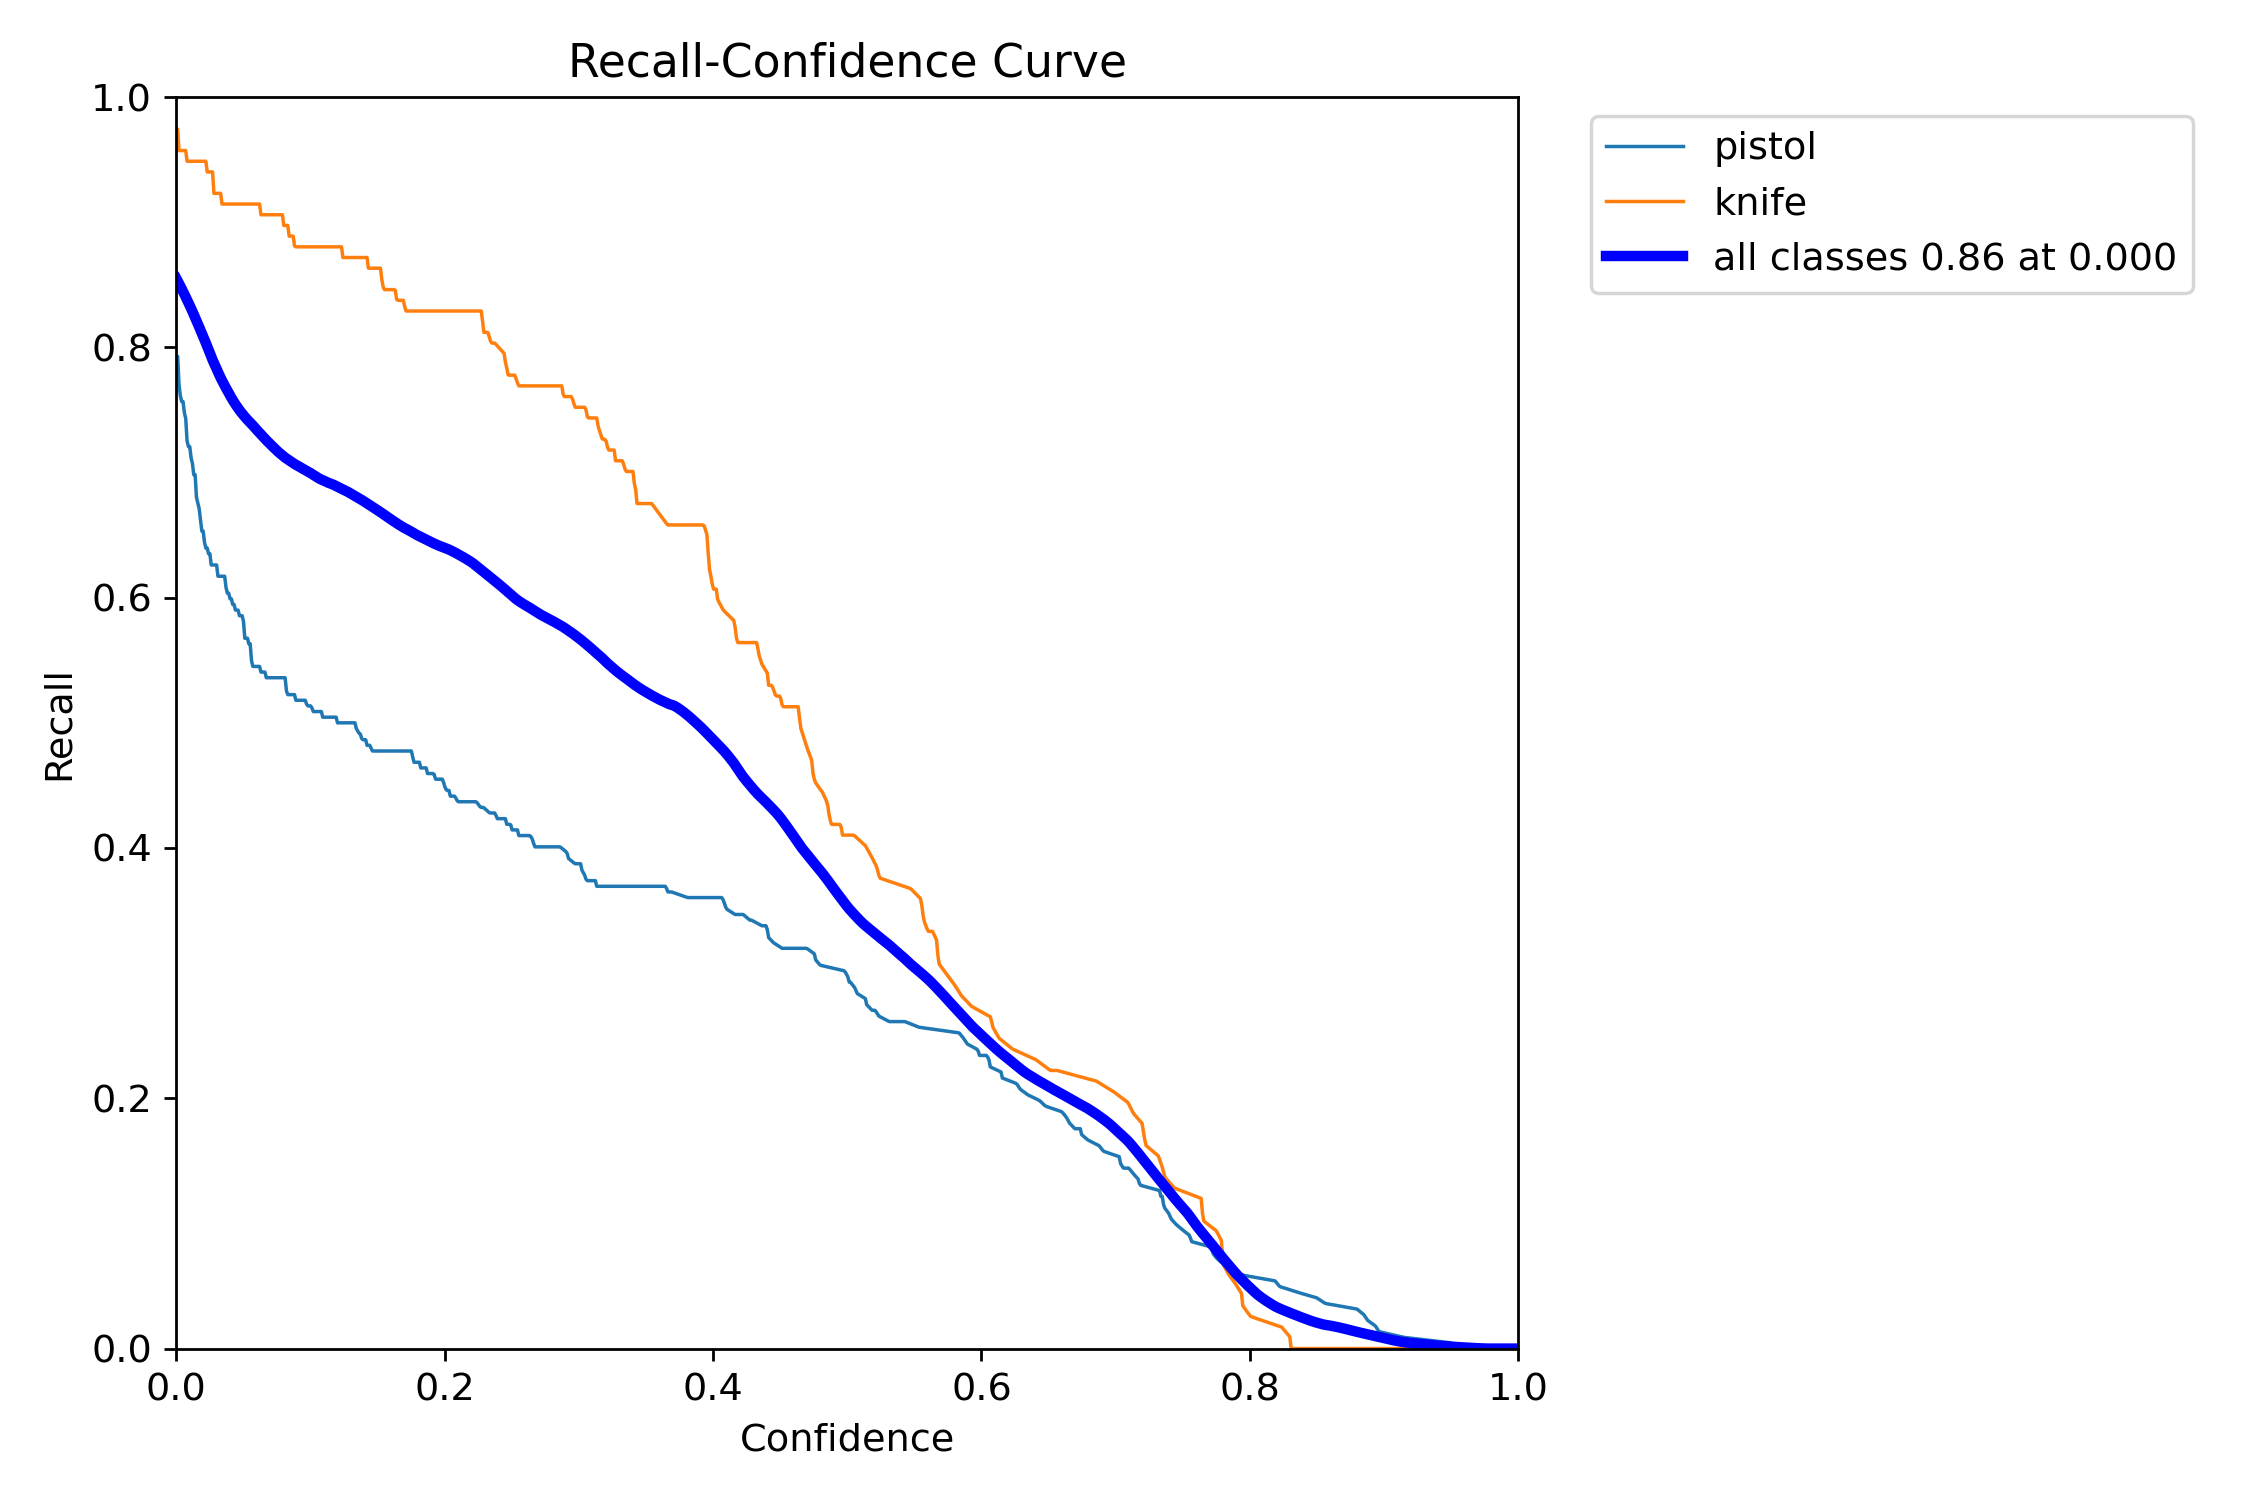 Recall-Confidence Curve
1.0
0.8
0.6
0.4
0.2
0.0
Recall
0.0 0.2 0.4 0.6 0.8 1.0
Confidence
pistol
knife
all classes 0.86 at 0.000